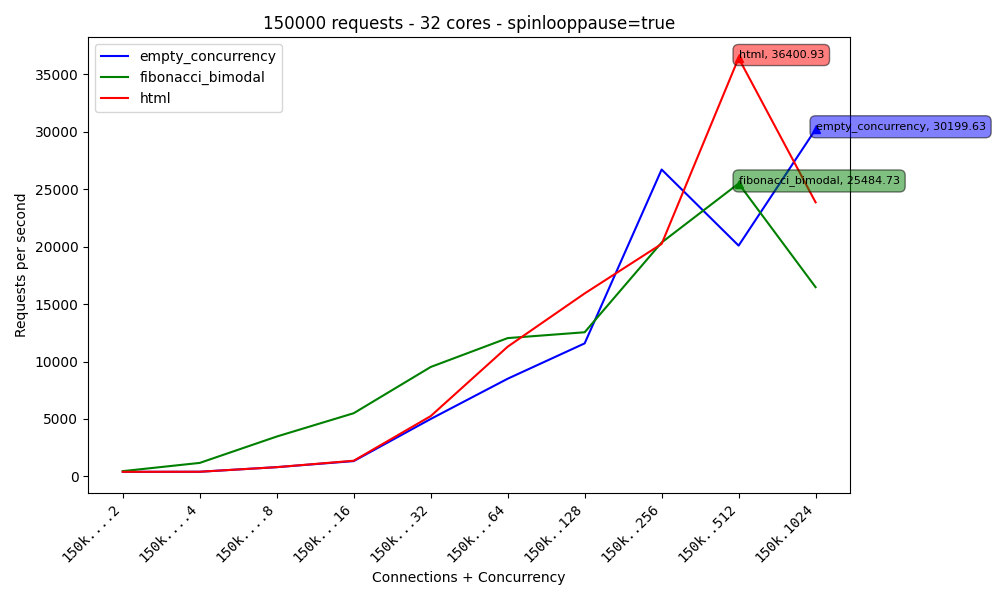 150000 requests - 32 cores - spinlooppause=true
empty_concurrency
fibonacci_bimodal
html
html, 36400.93
empty_concurrency, 30199.63
fibonacci_bimodal, 25484.73
Requests per second
35000
30000
25000
20000
15000
10000
5000
0
150k....2
150k....4
150k....8
150k...16
150k...32
150k...64
150k..128
150k..256
150k..512
150k.1024
Connections + Concurrency